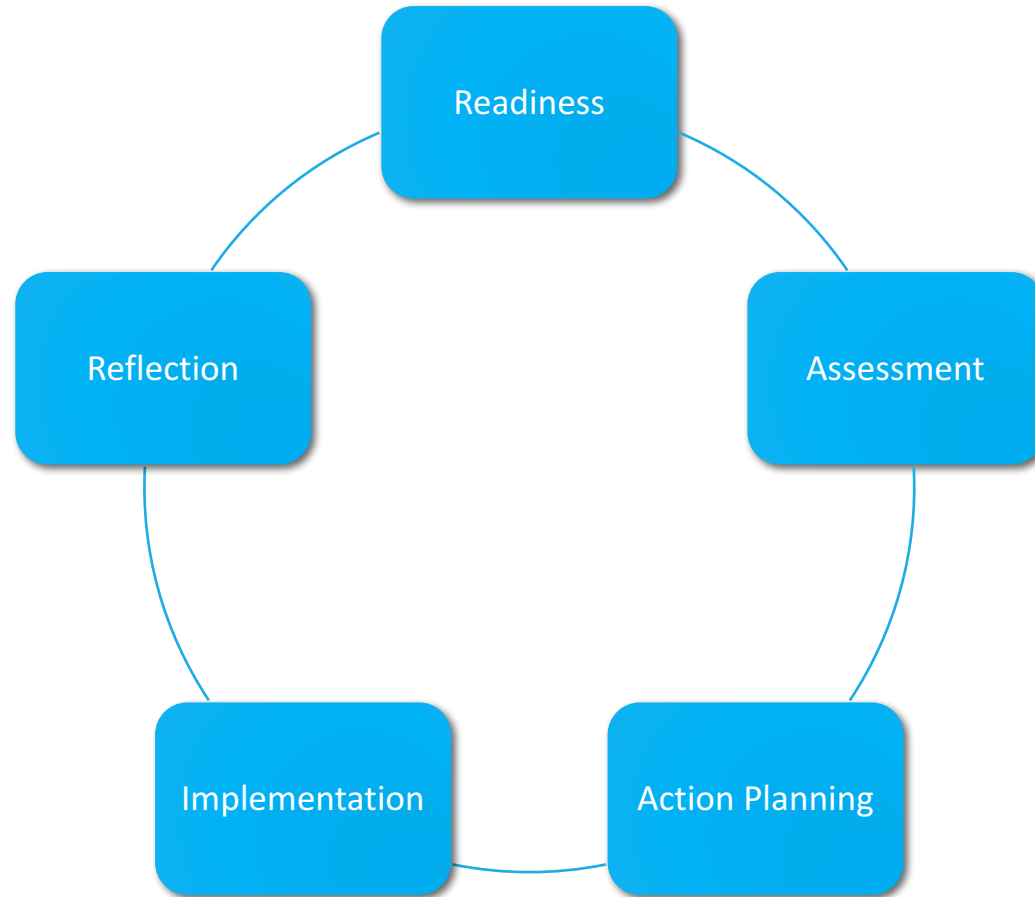 Readiness
Assessment
Action Planning
Implementation
Reflection